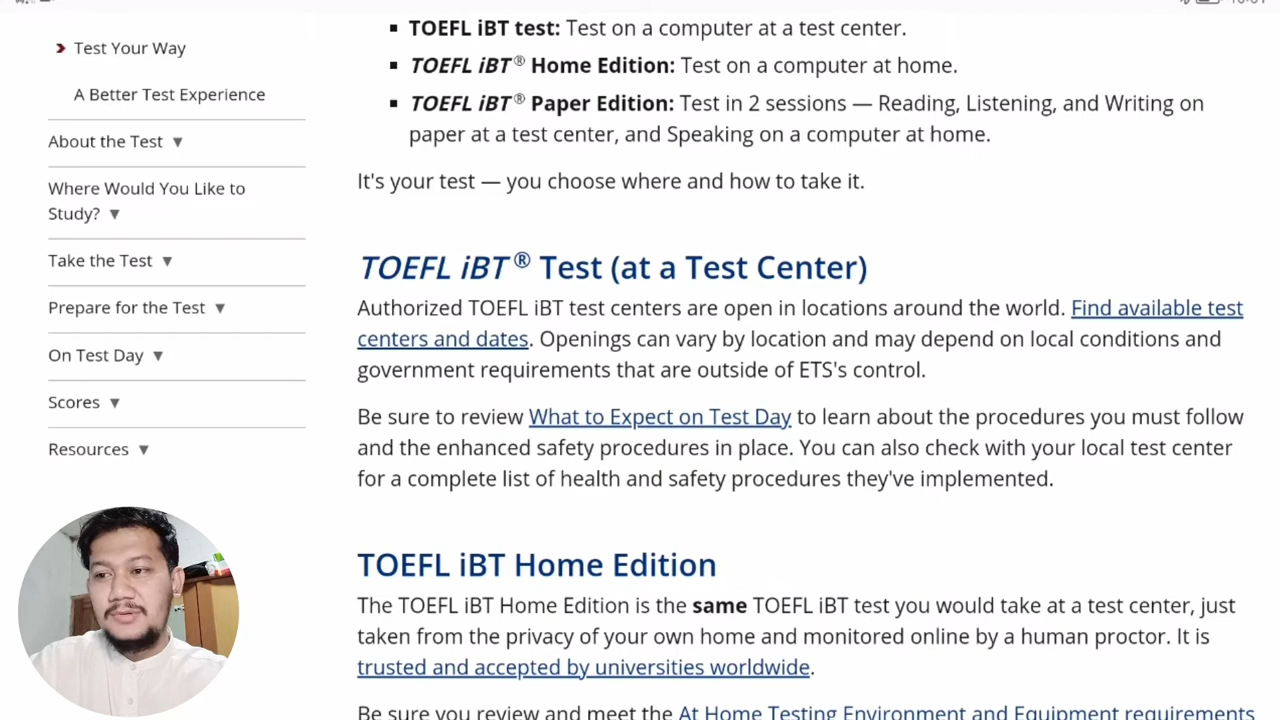 Test Your Way
A Better Test Experience
About the Test ▼
Where Would You Like to
Study? ▼
Take the Test ▼
Prepare for the Test ▼
On Test Day ▼
Scores ▼
Resources ▼
▪ TOEFL iBT test: Test on a computer at a test center.
▪ TOEFL iBT® Home Edition: Test on a computer at home.
▪ TOEFL iBT® Paper Edition: Test in 2 sessions — Reading, Listening, and Writing on
paper at a test center, and Speaking on a computer at home.
It's your test — you choose where and how to take it.
TOEFL iBT® Test (at a Test Center)
Authorized TOEFL iBT test centers are open in locations around the world. Find available test
centers and dates. Openings can vary by location and may depend on local conditions and
government requirements that are outside of ETS's control.
Be sure to review What to Expect on Test Day to learn about the procedures you must follow
and the enhanced safety procedures in place. You can also check with your local test center
for a complete list of health and safety procedures they've implemented.
TOEFL iBT Home Edition
The TOEFL iBT Home Edition is the same TOEFL iBT test you would take at a test center, just
taken from the privacy of your own home and monitored online by a human proctor. It is
trusted and accepted by universities worldwide.
Be sure you review and meet the At Home Testing Environment and Equipment requirements